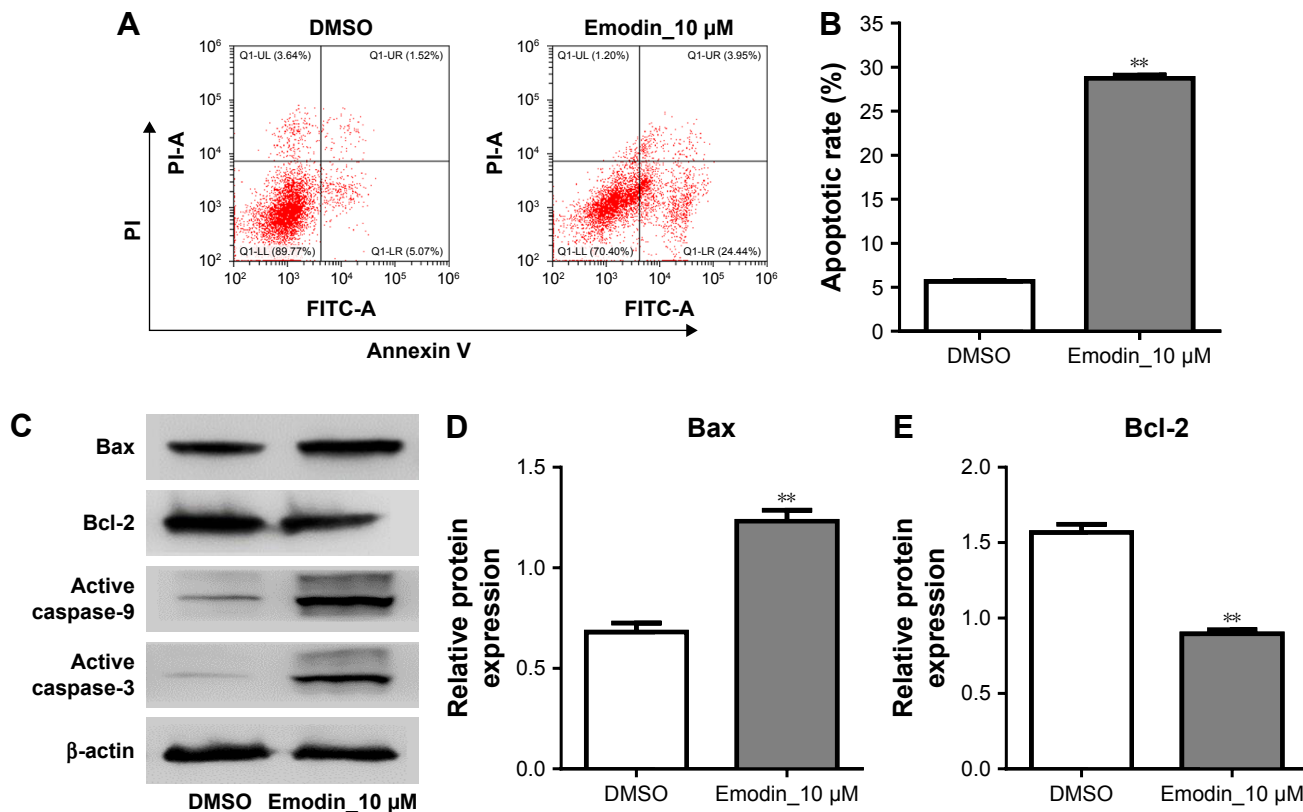 A
DMSO
Emodin_10 µM
10⁶
10⁵
10⁴
10³
10²
Q1-UL (3.64%)
Q1-UR (1.52%)
Q1-LL (89.77%)
Q1-LR (5.07%)
10² 10³ 10⁴ 10⁵ 10⁶
PI-A
FITC-A
10⁶
10⁵
10⁴
10³
10²
Q1-UL (1.20%)
Q1-UR (3.95%)
Q1-LL (70.40%)
Q1-LR (24.44%)
10² 10³ 10⁴ 10⁵ 10⁶
PI-A
FITC-A
PI
Annexin V
B
Apoptotic rate (%)
35
30
25
20
15
10
5
0
**
DMSO
Emodin_10 µM
C
Bax
Bcl-2
Active
caspase-9
Active
caspase-3
β-actin
DMSO
Emodin_10 µM
D
Bax
Relative protein
expression
1.5
1.0
0.5
0.0
**
DMSO
Emodin_10 µM
E
Bcl-2
Relative protein
expression
2.0
1.5
1.0
0.5
0.0
**
DMSO
Emodin_10 µM